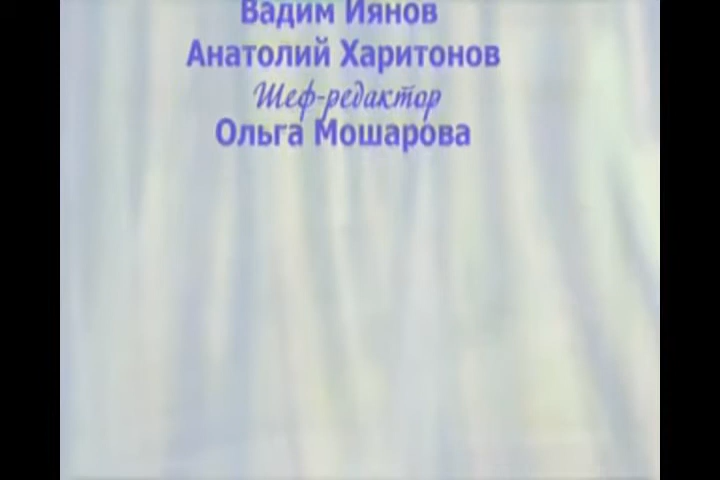 Вадим Иянов
Анатолий Харитонов
Шеф-редактор
Ольга Мошарова